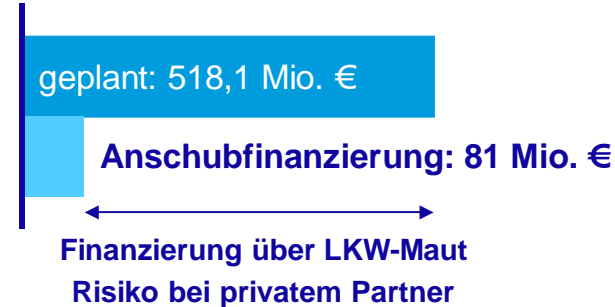 geplant: 518,1 Mio. €
Anschubfinanzierung: 81 Mio. €
Finanzierung über LKW-Maut
Risiko bei privatem Partner